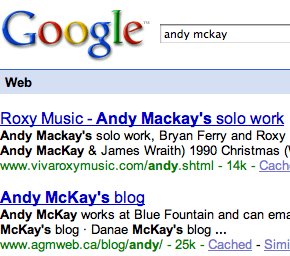 Google™ andy mckay
Web
Roxy Music - Andy Mackay's solo work
Andy Mackay's solo work, Bryan Ferry and Roxy
Andy MacKay & James Wraith) 1990 Christmas (
www.vivaroxymusic.com/andy.shtml - 14k - Cach
Andy McKay's blog
Andy McKay works at Blue Fountain and can ema
McKay's blog · Danae McKay's blog ...
www.agmweb.ca/blog/andy/ - 25k - Cached - Simi